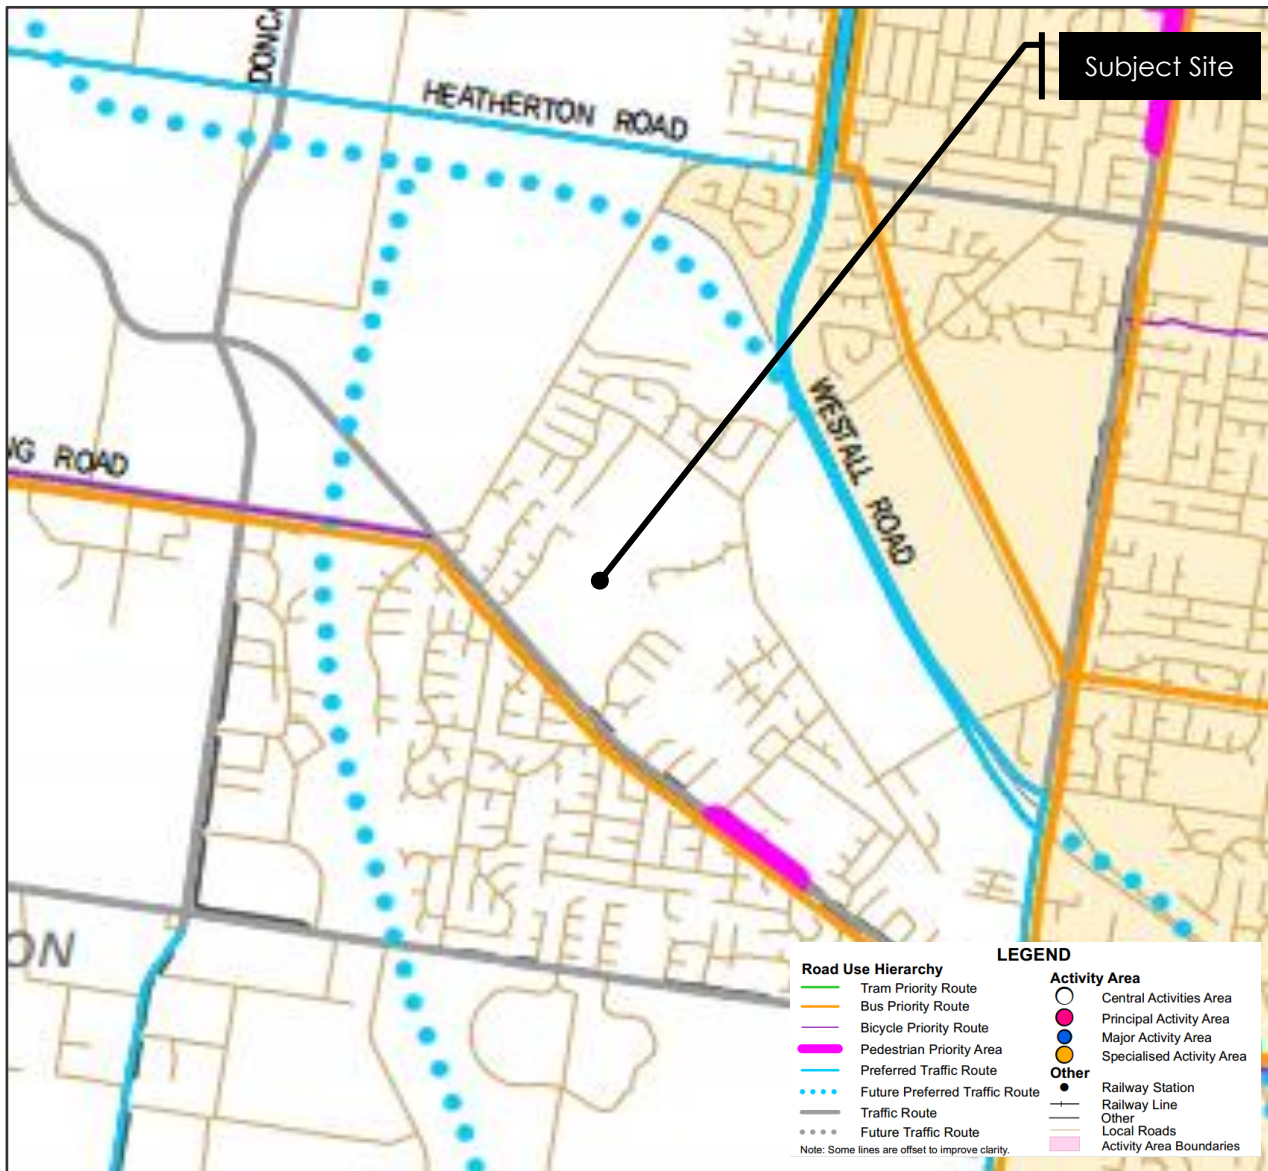 Subject Site
DONCA
HEATHERTON ROAD
WESTALL ROAD
NG ROAD
ON
LEGEND
Road Use Hierarchy
Tram Priority Route
Bus Priority Route
Bicycle Priority Route
Pedestrian Priority Area
Preferred Traffic Route
Future Preferred Traffic Route
Traffic Route
Future Traffic Route
Note: Some lines are offset to improve clarity.
Activity Area
Central Activities Area
Principal Activity Area
Major Activity Area
Specialised Activity Area
Other
Railway Station
Railway Line
Other
Local Roads
Activity Area Boundaries